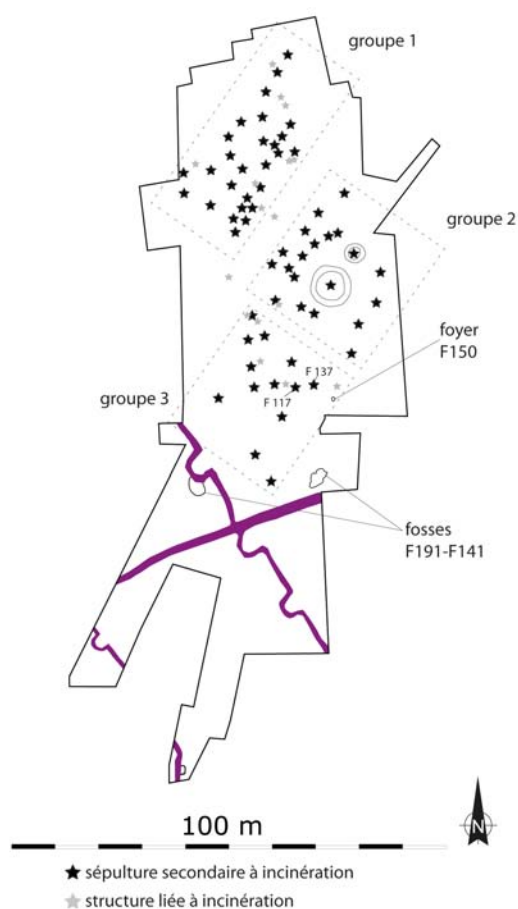 groupe 1
groupe 2
foyer
F150
F 137
F 117
groupe 3
fosses
F191-F141
N
100 m
sépulture secondaire à incinération
structure liée à incinération